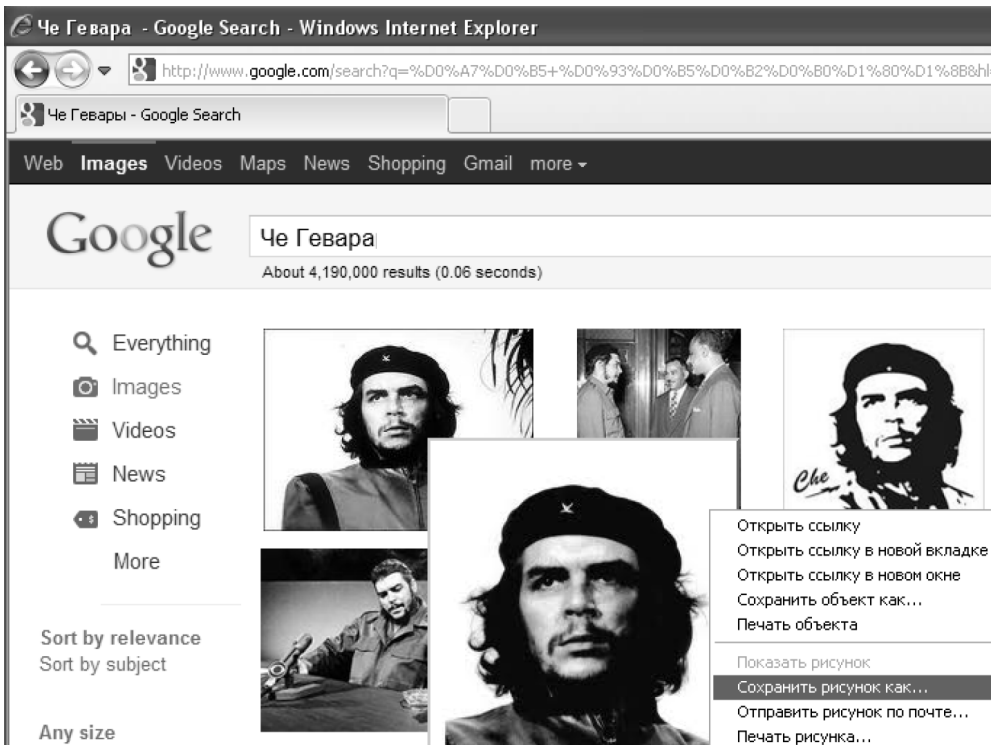 Че Гевара - Google Search - Windows Internet Explorer
http://www.google.com/search?q=%D0%A7%D0%B5+%D0%93%D0%B5%D0%B2%D0%B0%D1%80%D1%8B&hl
Че Гевары - Google Search
Web Images Videos Maps News Shopping Gmail more
Google
Че Гевара
About 4,190,000 results (0.06 seconds)
Everything
Images
Videos
News
Shopping
More
Sort by relevance
Sort by subject
Any size
Che
Открыть ссылку
Открыть ссылку в новой вкладке
Открыть ссылку в новом окне
Сохранить объект как...
Печать объекта
Показать рисунок
Сохранить рисунок как...
Отправить рисунок по почте...
Печать рисунка...